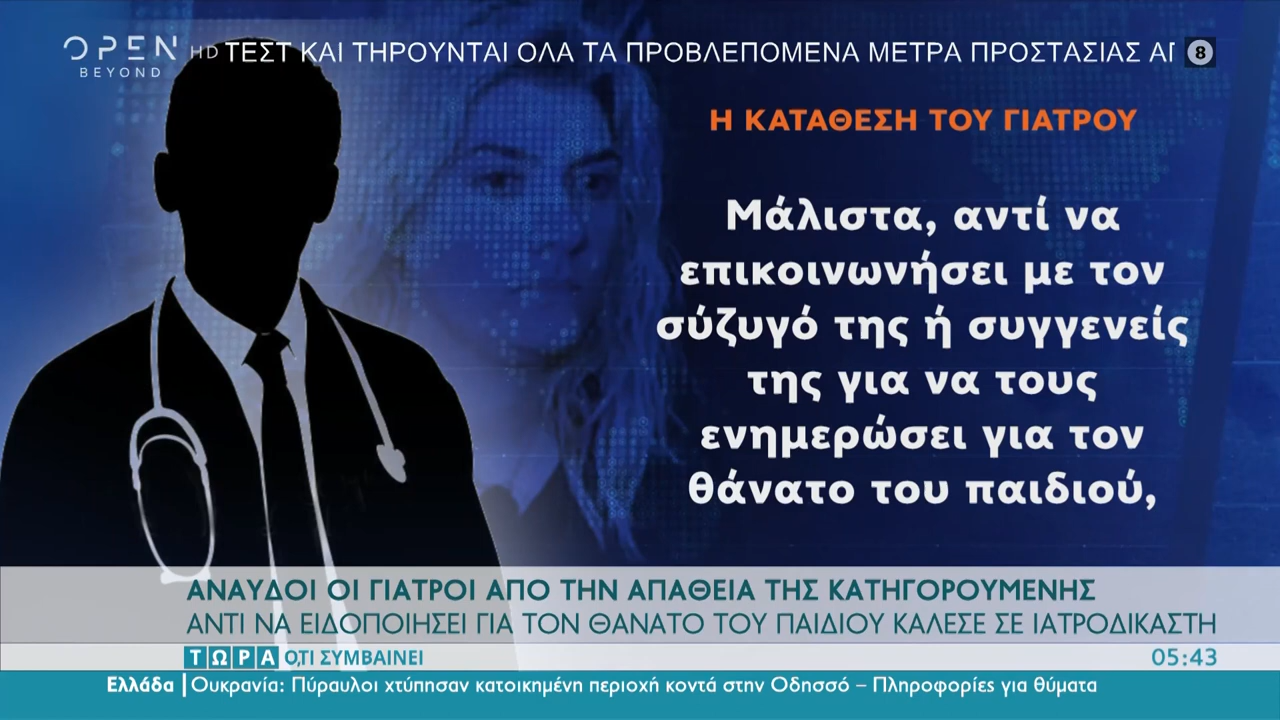 OPEN HD
BEYOND
ΤΕΣΤ ΚΑΙ ΤΗΡΟΥΝΤΑΙ ΟΛΑ ΤΑ ΠΡΟΒΛΕΠΟΜΕΝΑ ΜΕΤΡΑ ΠΡΟΣΤΑΣΙΑΣ
8
Η ΚΑΤΑΘΕΣΗ ΤΟΥ ΓΙΑΤΡΟΥ
Μάλιστα, αντί να
επικοινωνήσει με τον
σύζυγό της ή συγγενείς
της για να τους
ενημερώσει για τον
θάνατο του παιδιού,
ΑΝΑΥΔΟΙ ΟΙ ΓΙΑΤΡΟΙ ΑΠΟ ΤΗΝ ΑΠΑΘΕΙΑ ΤΗΣ ΚΑΤΗΓΟΡΟΥΜΕΝΗΣ
ΑΝΤΙ ΝΑ ΕΙΔΟΠΟΙΗΣΕΙ ΓΙΑ ΤΟΝ ΘΑΝΑΤΟ ΤΟΥ ΠΑΙΔΙΟΥ ΚΑΛΕΣΕ ΣΕ ΙΑΤΡΟΔΙΚΑΣΤΗ
ΤΩΡΑ Ο,ΤΙ ΣΥΜΒΑΙΝΕΙ
05:43
Ελλάδα | Ουκρανία: Πύραυλοι χτύπησαν κατοικημένη περιοχή κοντά στην Οδησσό – Πληροφορίες για θύματα